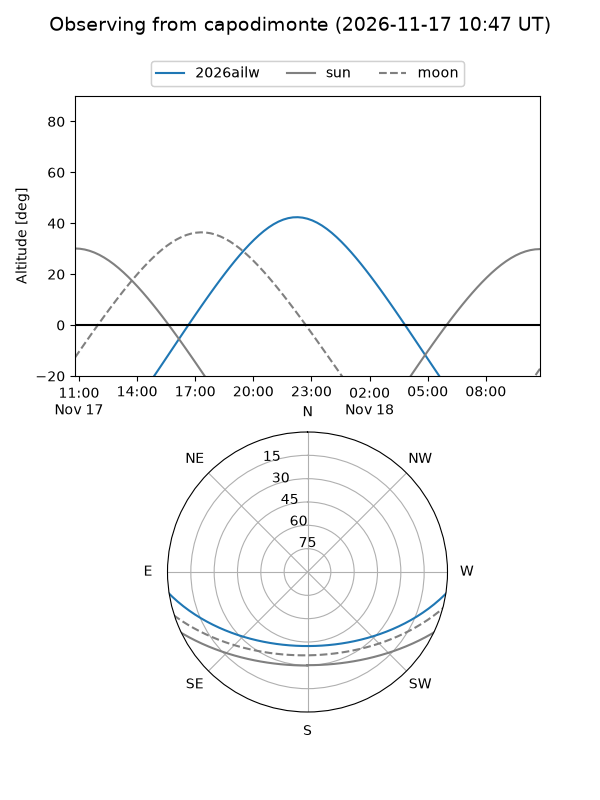 Observing from capodimonte (2026-11-17 10:47 UT)
2026ailw sun moon
Altitude [deg]
80
60
40
20
0
−20
11:00 14:00 17:00 20:00 23:00 02:00 05:00 08:00
Nov 17 Nov 18
N
NE NW
15
30
45
60
75
E W
SE SW
S